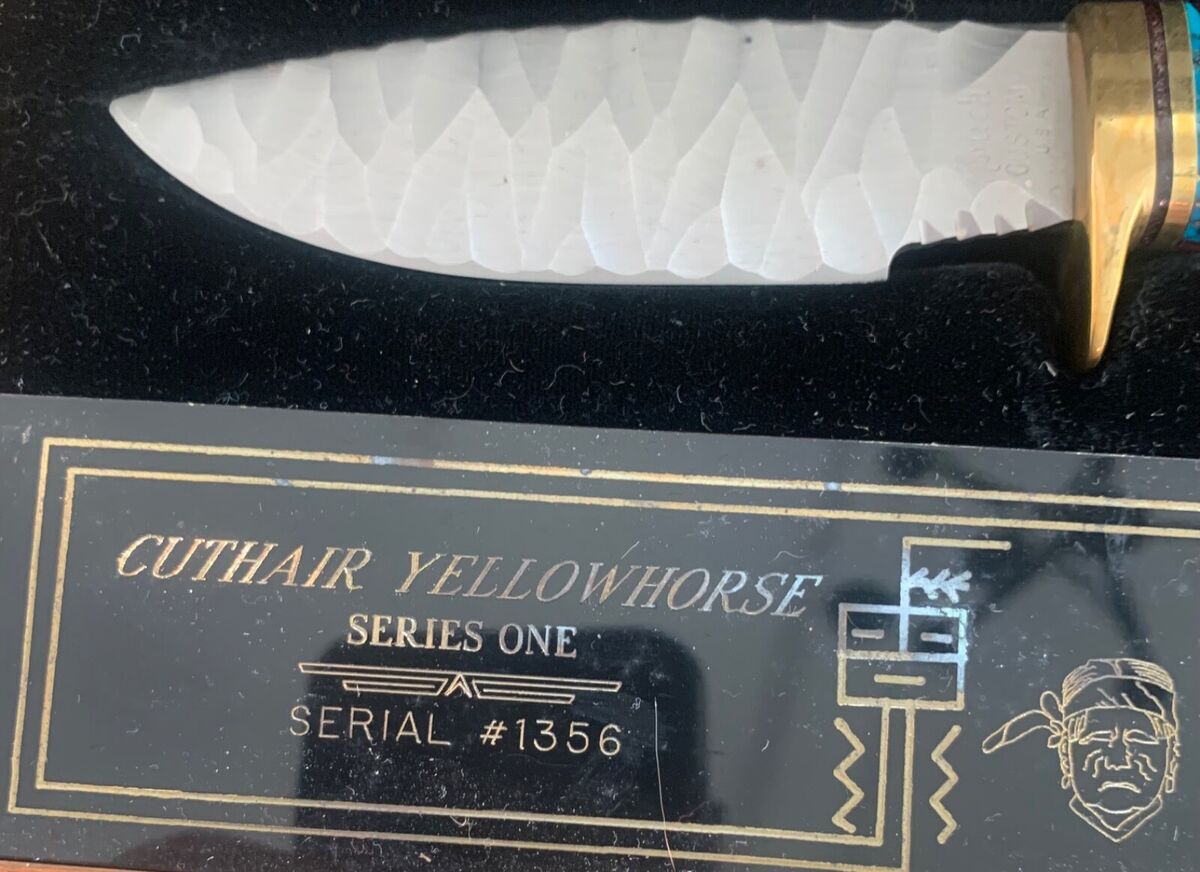 U.S.A.
CUTHAIR YELLOWHORSE
SERIES ONE
SERIAL #1356